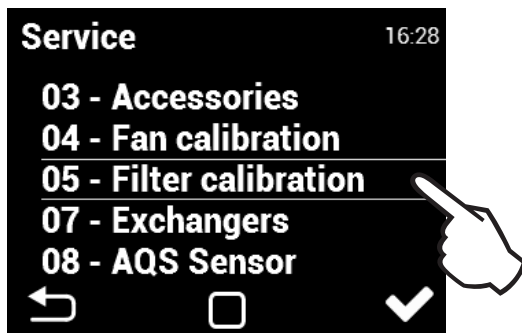 Service 16:28
03 - Accessories
04 - Fan calibration
05 - Filter calibration
07 - Exchangers
08 - AQS Sensor